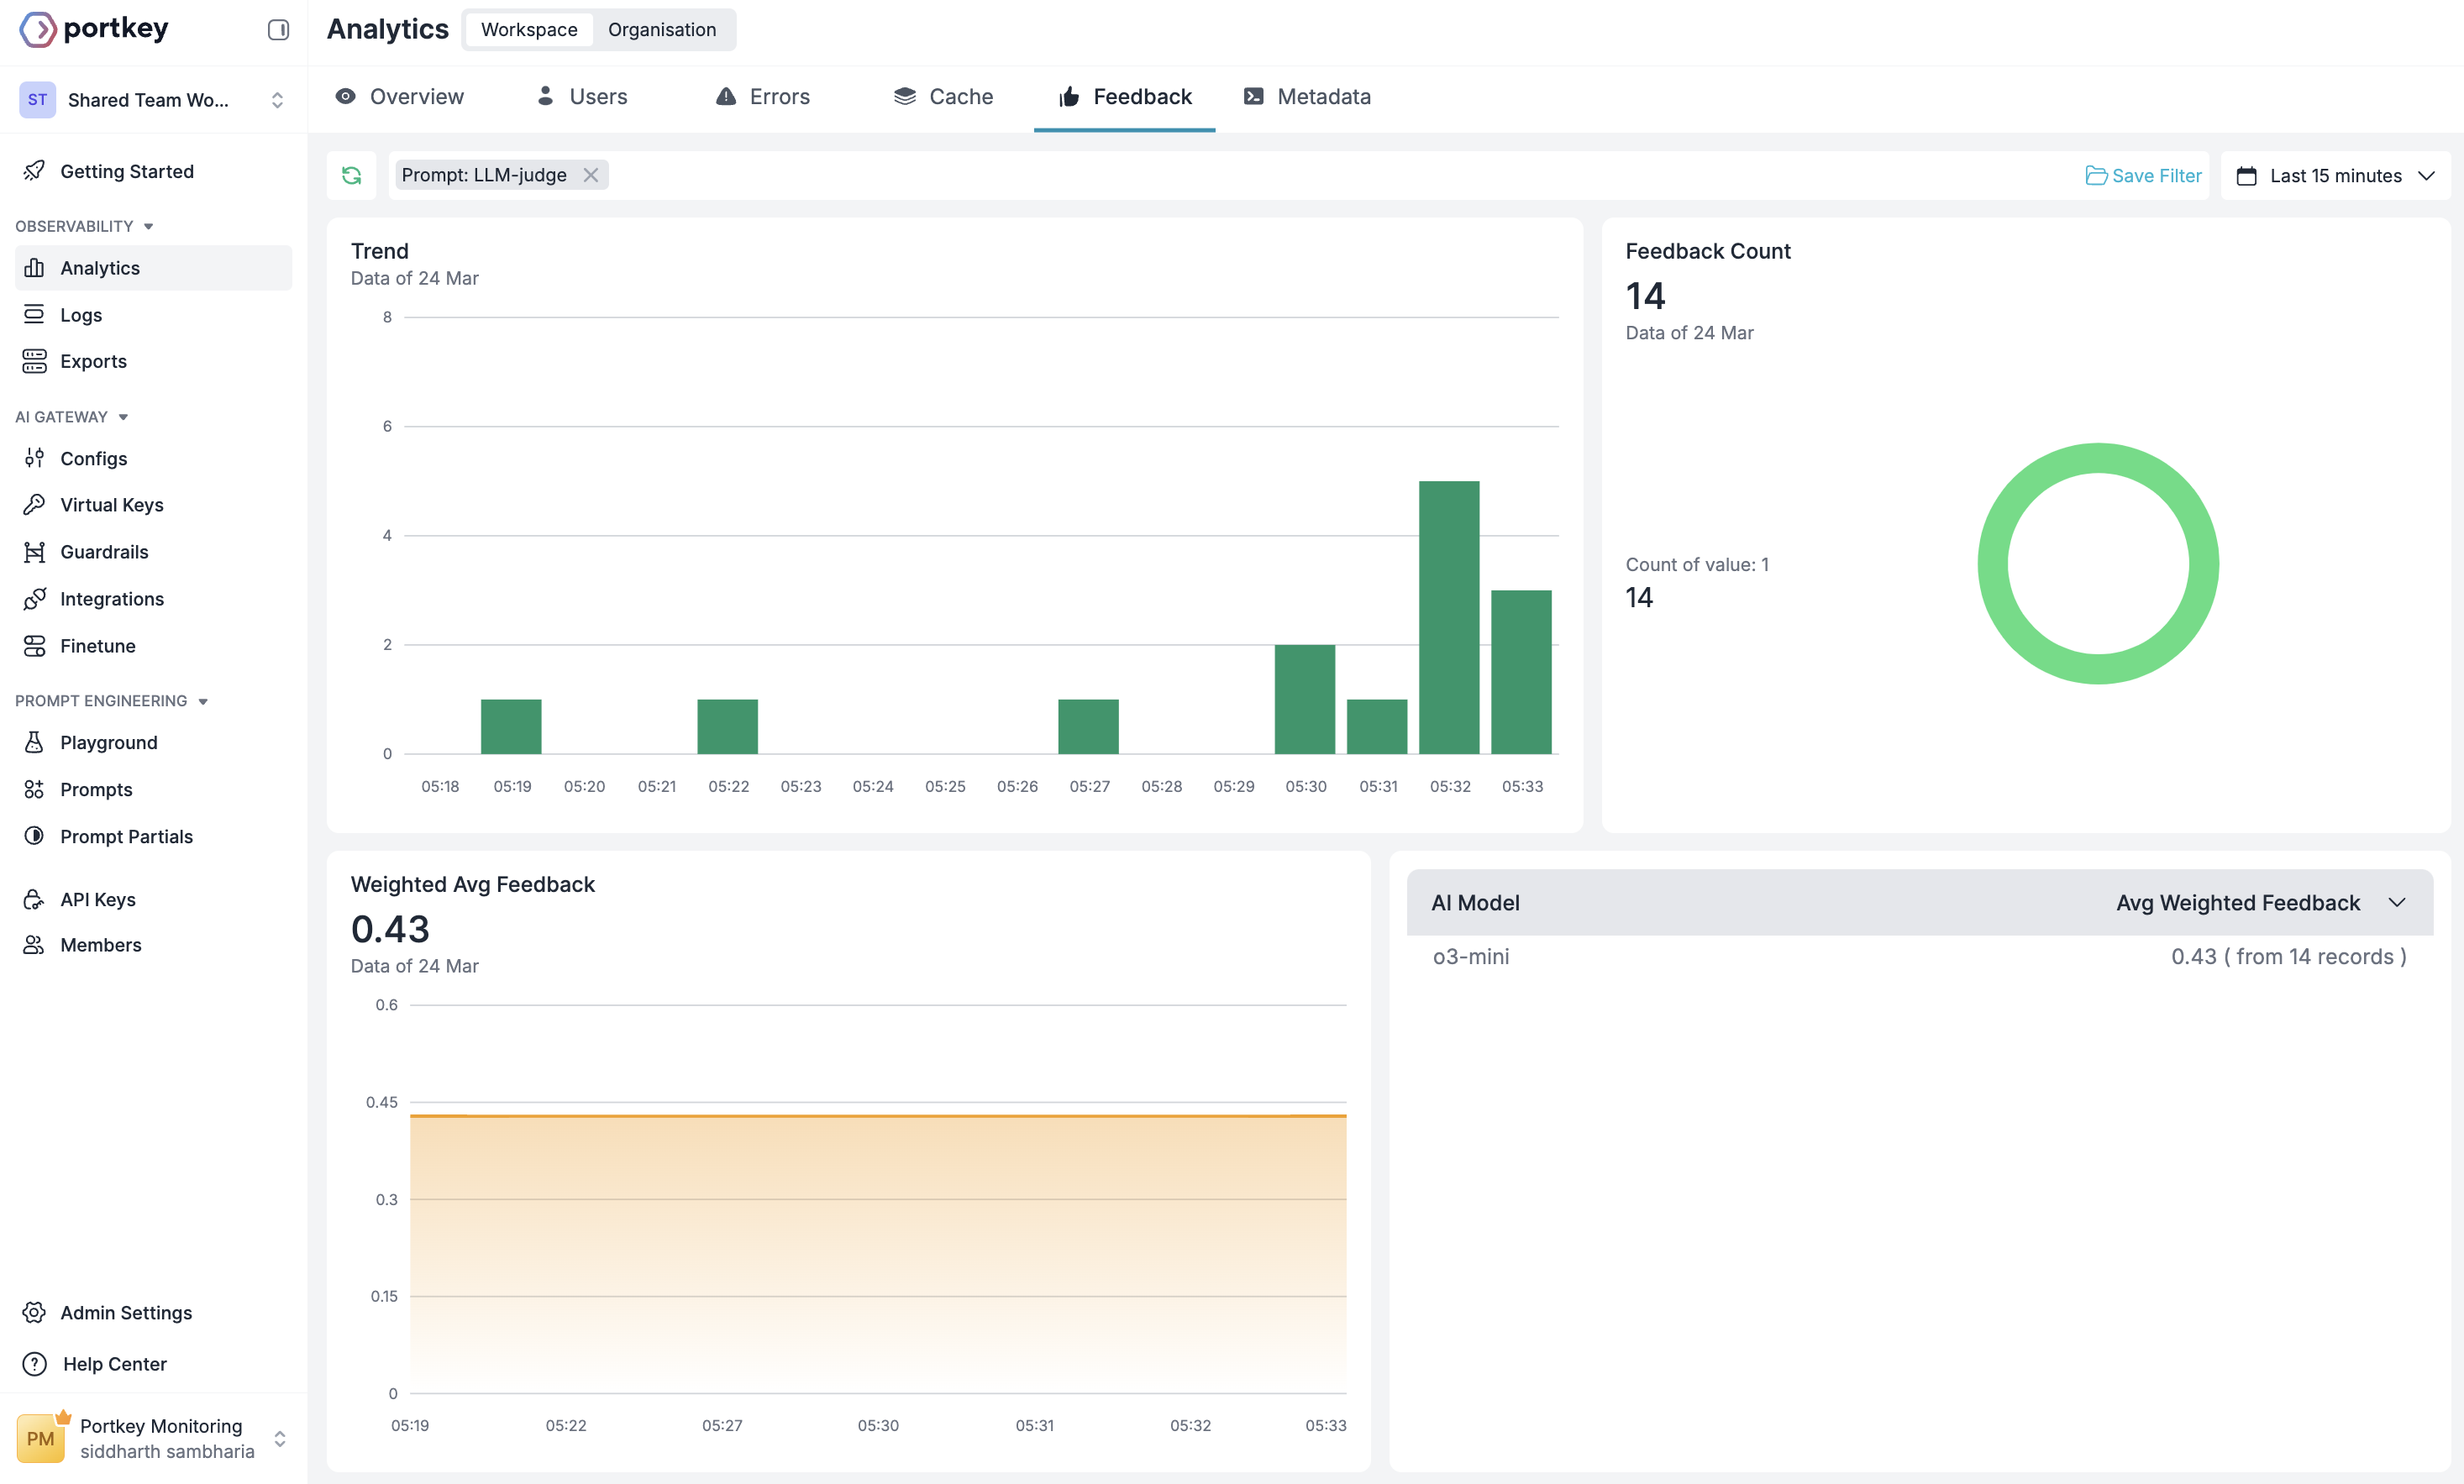 portkey
ST Shared Team Wo...
Getting Started
OBSERVABILITY
Analytics
Logs
Exports
AI GATEWAY
Configs
Virtual Keys
Guardrails
Integrations
Finetune
PROMPT ENGINEERING
Playground
Prompts
Prompt Partials
API Keys
Members
Admin Settings
Help Center
PM Portkey Monitoring
siddharth sambharia
Analytics Workspace Organisation
Overview Users Errors Cache Feedback Metadata
Prompt: LLM-judge Save Filter Last 15 minutes
Trend
Data of 24 Mar
8
6
4
2
0
05:18 05:19 05:20 05:21 05:22 05:23 05:24 05:25 05:26 05:27 05:28 05:29 05:30 05:31 05:32 05:33
Feedback Count
14
Data of 24 Mar
Count of value: 1
14
Weighted Avg Feedback
0.43
Data of 24 Mar
0.6
0.45
0.3
0.15
0
05:19 05:22 05:27 05:30 05:31 05:32 05:33
AI Model Avg Weighted Feedback
o3-mini 0.43 ( from 14 records )